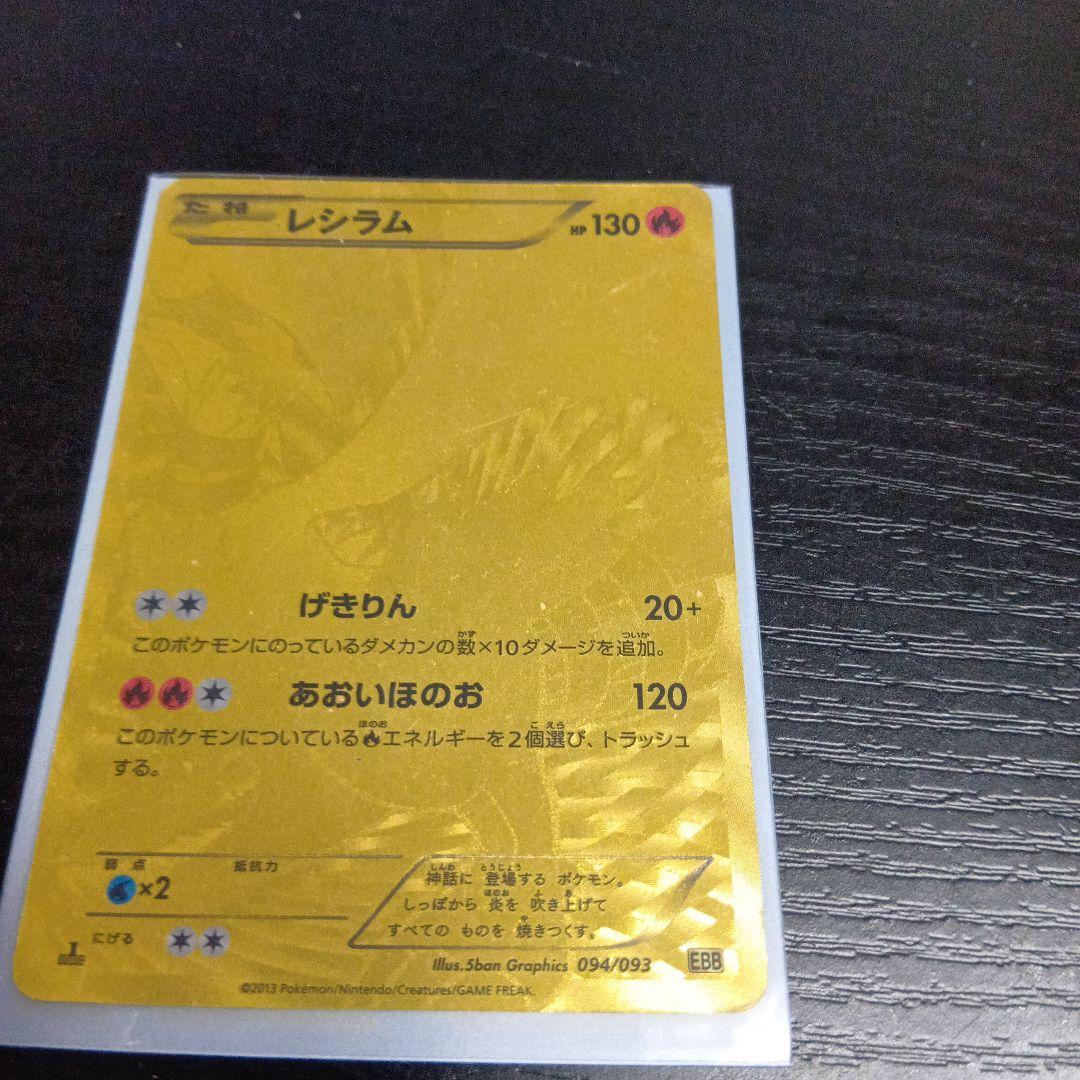 たね レシラム HP130
げきりん 20+
このポケモンにのっているダメカンの数×10ダメージを追加。
あおいほのお 120
このポケモンについているエネルギーを2個選び、トラッシュ
する。
弱点 抵抗力
×2
にげる
神話に 登場する ポケモン。
しっぽから 炎を 吹き上げて
すべての ものを 焼きつくす。
Illus.5ban Graphics 094/093 EBB
©2013 Pokémon/Nintendo/Creatures/GAME FREAK.